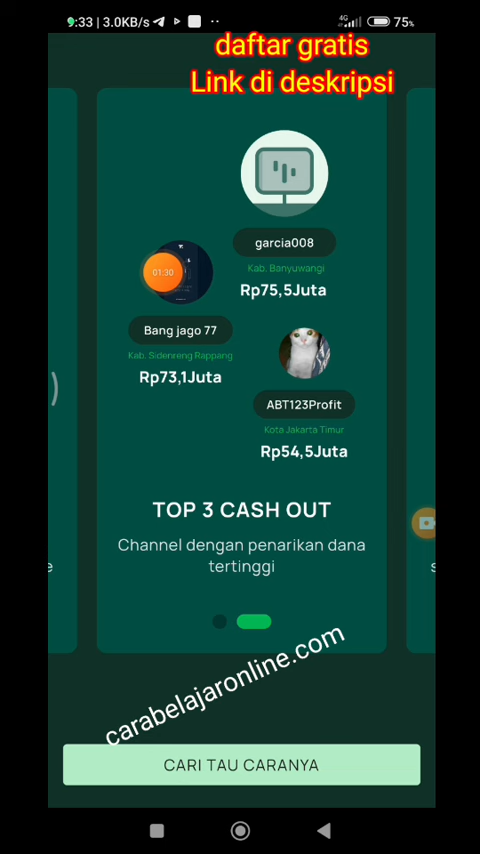 9:33 | 3.0KB/s
4G
75%
daftar gratis
Link di deskripsi
garcia008
Kab. Banyuwangi
Rp75,5Juta
01:30
Bang jago 77
Kab. Sidenreng Rappang
Rp73,1Juta
ABT123Profit
Kota Jakarta Timur
Rp54,5Juta
TOP 3 CASH OUT
Channel dengan penarikan dana
tertinggi
e
s
carabelajaronline.com
CARI TAU CARANYA